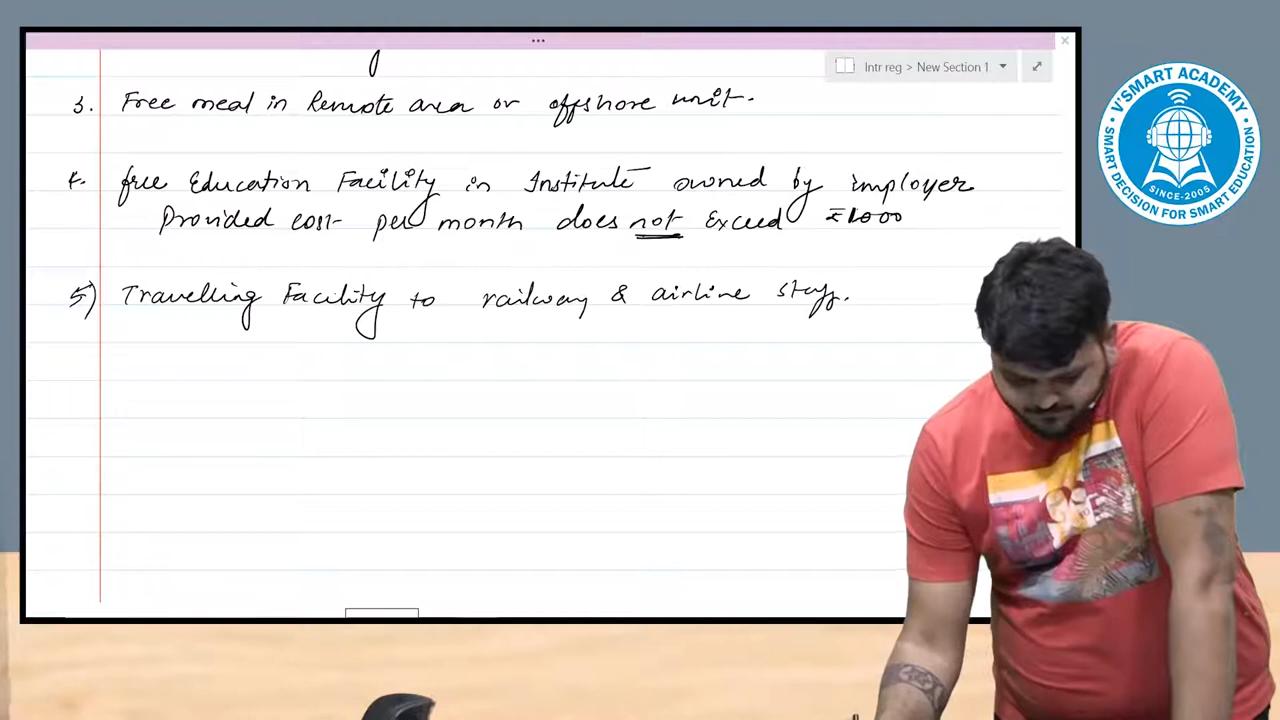 Intr reg > New Section 1
3. Free meal in Remote area or offshore unit.
4. free Education Facility in Institute owned by imployer
Provided cost per month does not Exceed ₹1000
5) Travelling Facility to railway & airline staff.
V'SMART ACADEMY
SINCE-2005
SMART DECISION FOR SMART EDUCATION